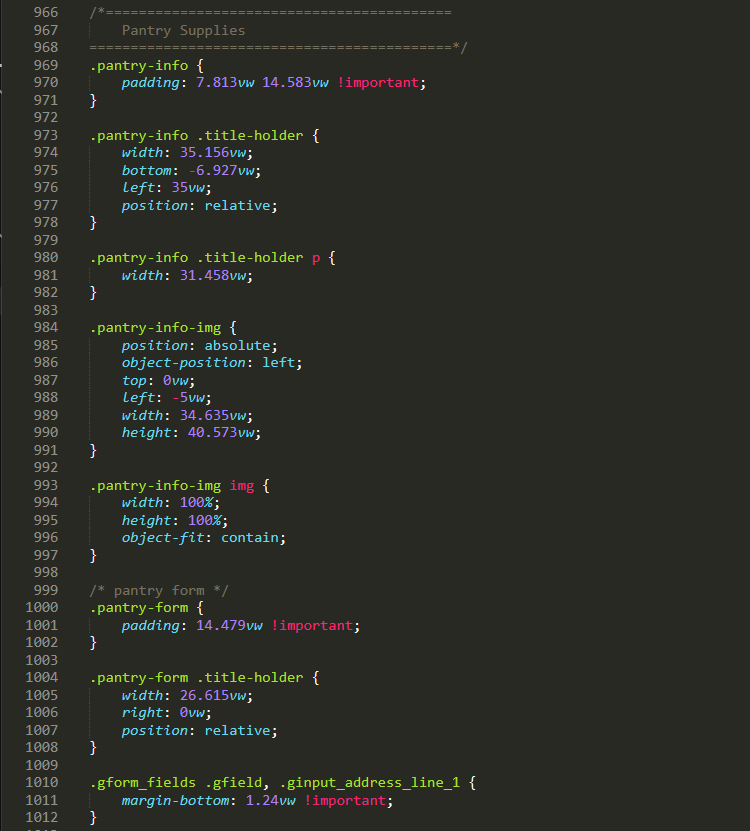 966 /*==========================================
967     Pantry Supplies
968 ============================================*/
969 .pantry-info {
970     padding: 7.813vw 14.583vw !important;
971 }
972
973 .pantry-info .title-holder {
974     width: 35.156vw;
975     bottom: -6.927vw;
976     left: 35vw;
977     position: relative;
978 }
979
980 .pantry-info .title-holder p {
981     width: 31.458vw;
982 }
983
984 .pantry-info-img {
985     position: absolute;
986     object-position: left;
987     top: 0vw;
988     left: -5vw;
989     width: 34.635vw;
990     height: 40.573vw;
991 }
992
993 .pantry-info-img img {
994     width: 100%;
995     height: 100%;
996     object-fit: contain;
997 }
998
999 /* pantry form */
1000 .pantry-form {
1001     padding: 14.479vw !important;
1002 }
1003
1004 .pantry-form .title-holder {
1005     width: 26.615vw;
1006     right: 0vw;
1007     position: relative;
1008 }
1009
1010 .gform_fields .gfield, .ginput_address_line_1 {
1011     margin-bottom: 1.24vw !important;
1012 }